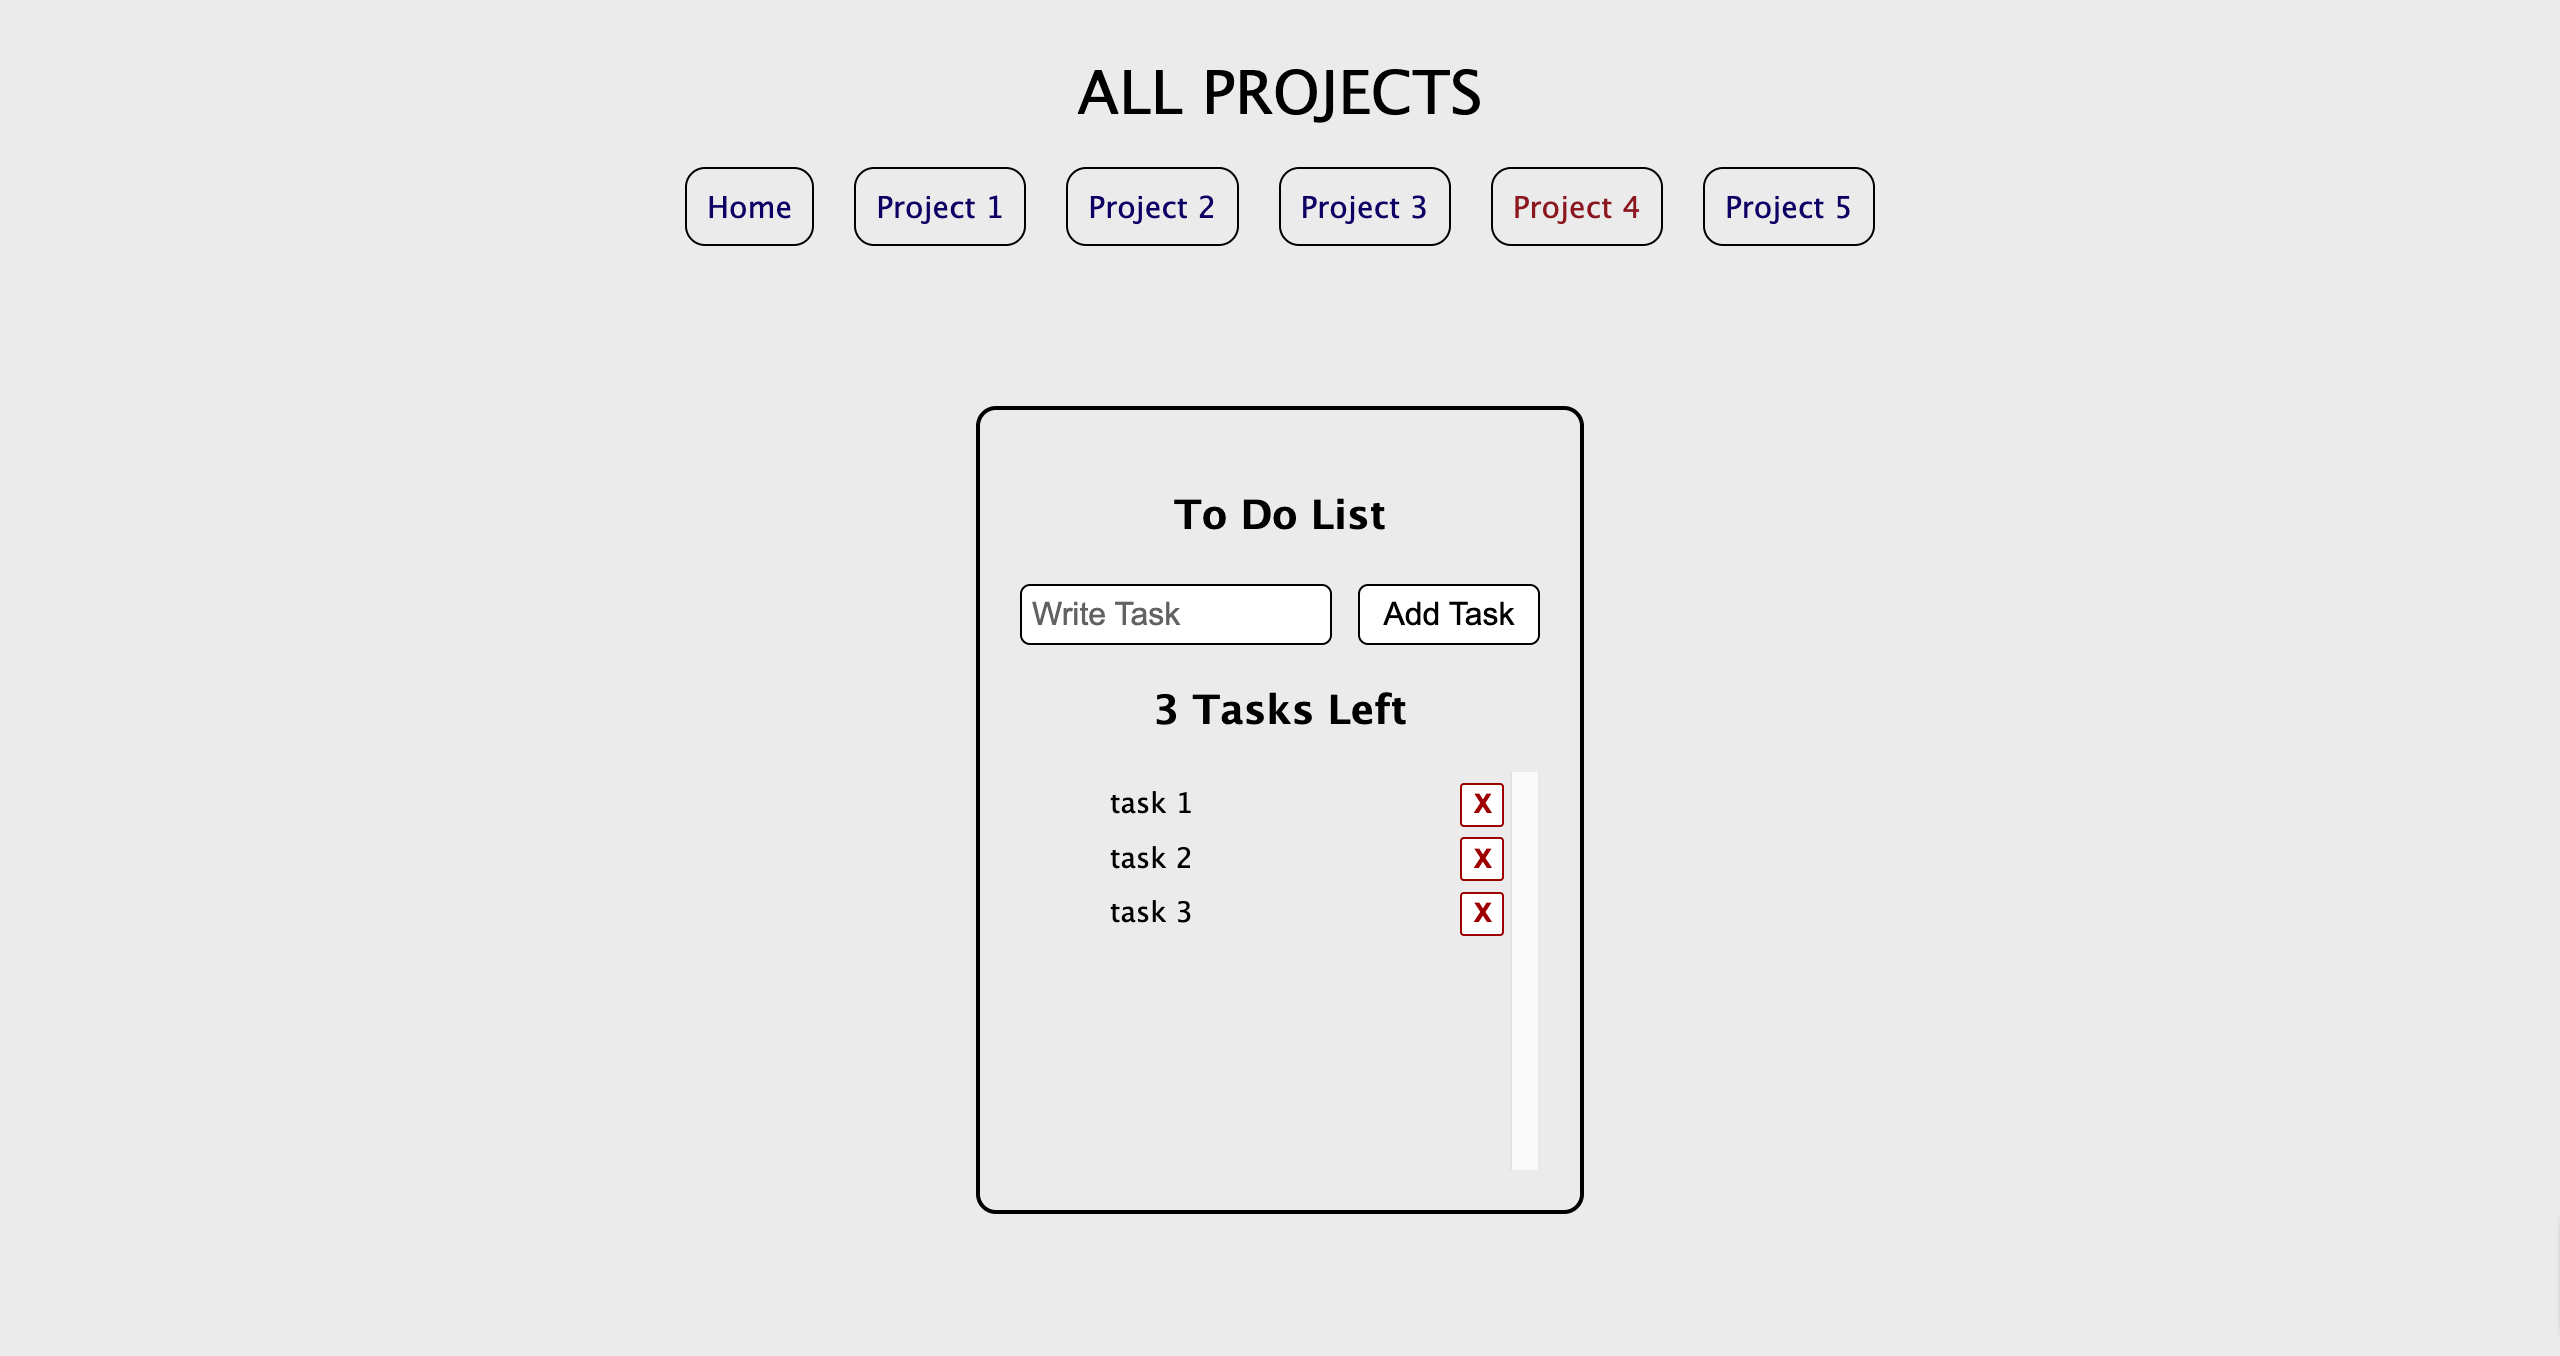 ALL PROJECTS
Home Project 1 Project 2 Project 3 Project 4 Project 5
To Do List
Write Task Add Task
3 Tasks Left
task 1 X
task 2 X
task 3 X